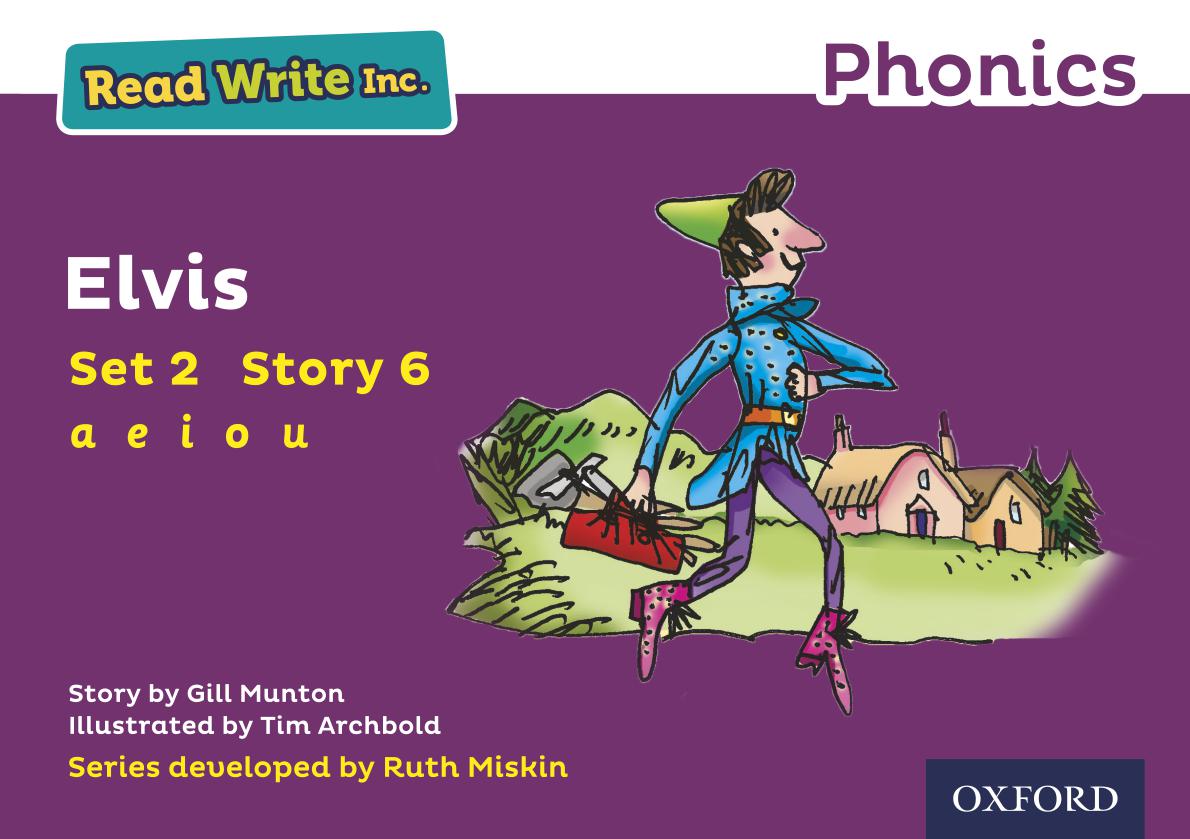 Read Write Inc.
Phonics
Elvis
Set 2 Story 6
a e i o u
Story by Gill Munton
Illustrated by Tim Archbold
Series developed by Ruth Miskin
OXFORD